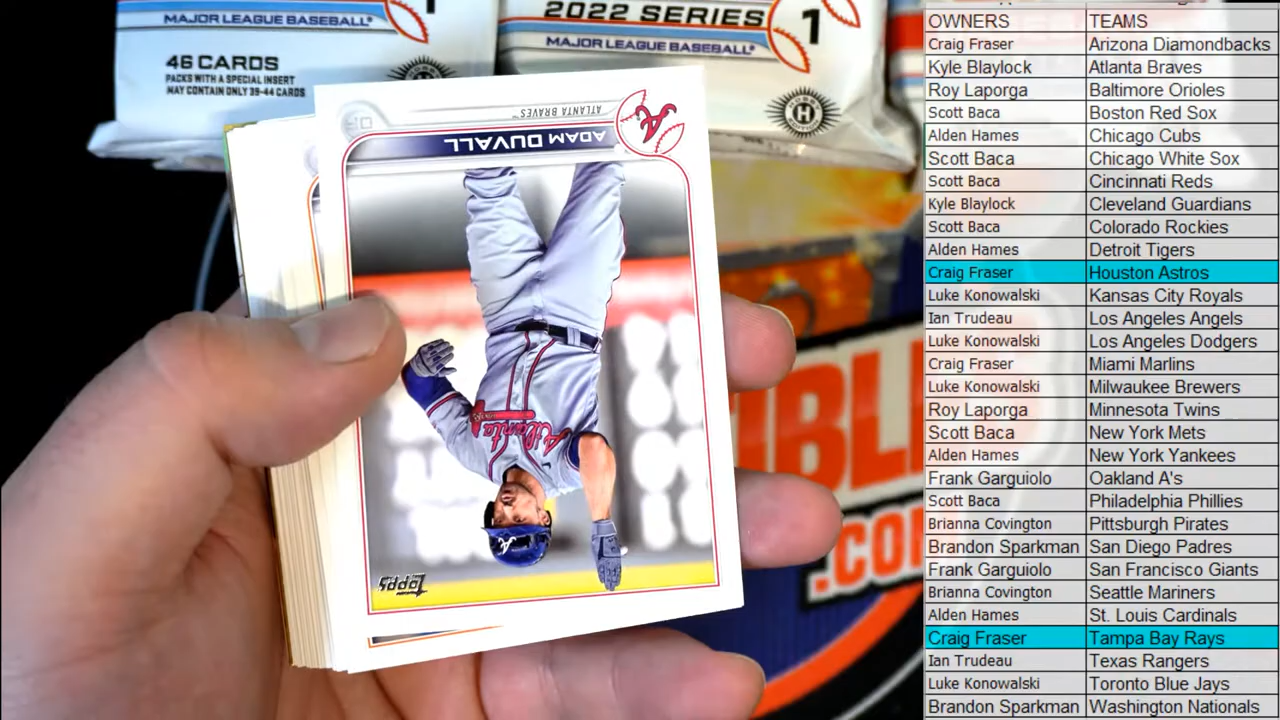 MAJOR LEAGUE BASEBALL
1
46 CARDS
PACKS WITH A SPECIAL INSERT
MAY CONTAIN ONLY 39-44 CARDS
2022 SERIES
1
MAJOR LEAGUE BASEBALL
HOBBY
H
ATLANTA BRAVES™
ADAM DUVALL
A
Atlanta
A
Topps
IBLE
.COM
OWNERS TEAMS
Craig Fraser Arizona Diamondbacks
Kyle Blaylock Atlanta Braves
Roy Laporga Baltimore Orioles
Scott Baca Boston Red Sox
Alden Hames Chicago Cubs
Scott Baca Chicago White Sox
Scott Baca Cincinnati Reds
Kyle Blaylock Cleveland Guardians
Scott Baca Colorado Rockies
Alden Hames Detroit Tigers
Craig Fraser Houston Astros
Luke Konowalski Kansas City Royals
Ian Trudeau Los Angeles Angels
Luke Konowalski Los Angeles Dodgers
Craig Fraser Miami Marlins
Luke Konowalski Milwaukee Brewers
Roy Laporga Minnesota Twins
Scott Baca New York Mets
Alden Hames New York Yankees
Frank Garguiolo Oakland A's
Scott Baca Philadelphia Phillies
Brianna Covington Pittsburgh Pirates
Brandon Sparkman San Diego Padres
Frank Garguiolo San Francisco Giants
Brianna Covington Seattle Mariners
Alden Hames St. Louis Cardinals
Craig Fraser Tampa Bay Rays
Ian Trudeau Texas Rangers
Luke Konowalski Toronto Blue Jays
Brandon Sparkman Washington Nationals